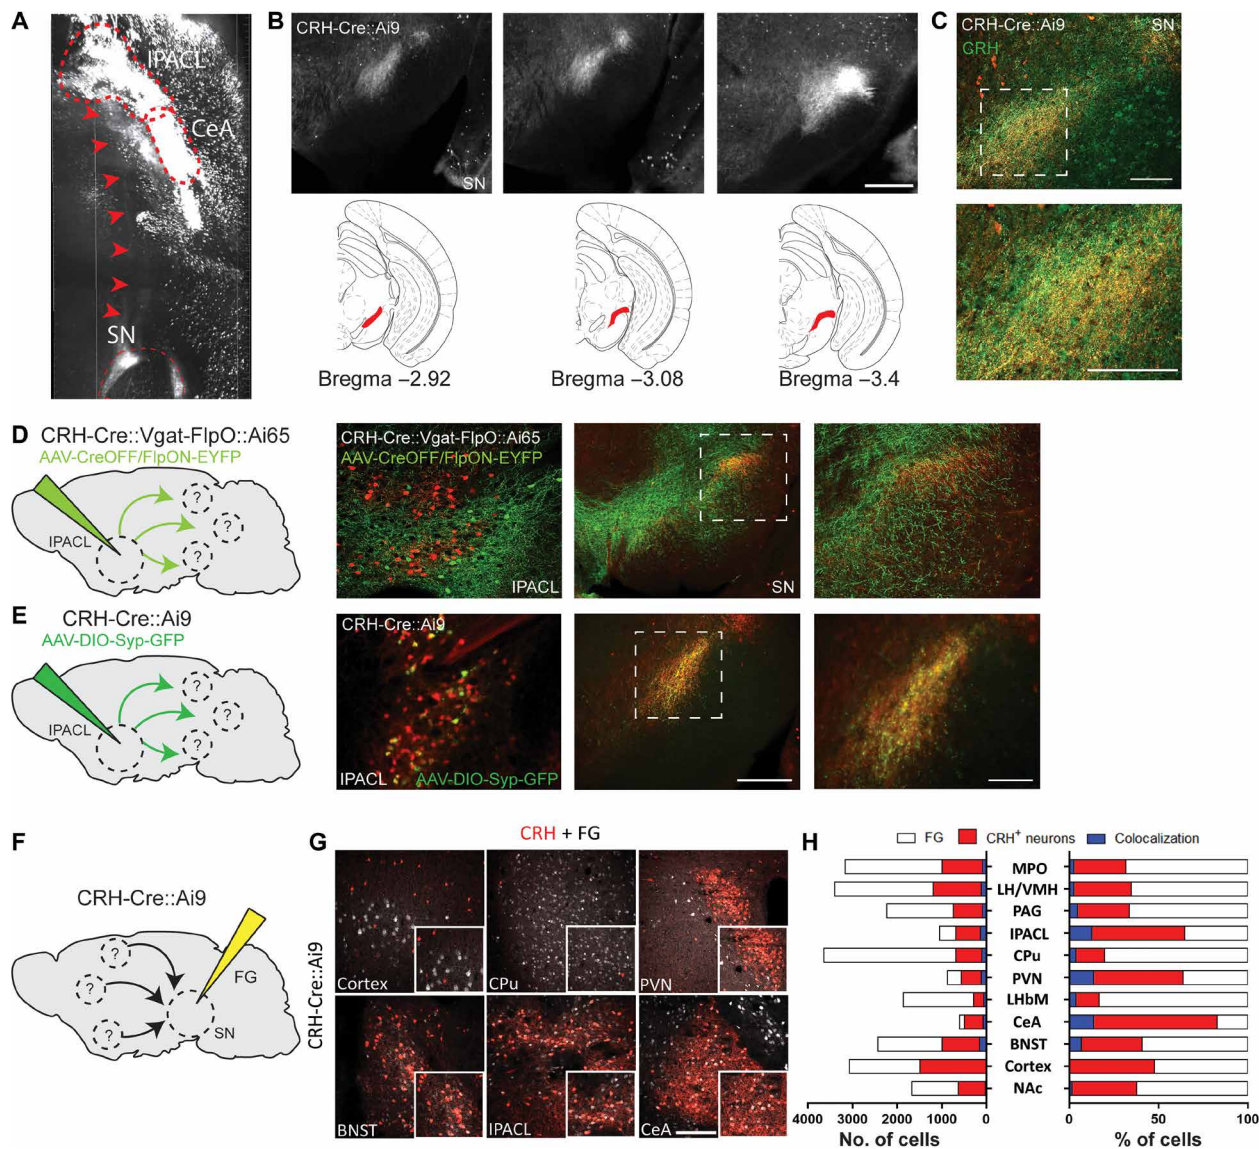 A
IPACL
CeA
SN
B
CRH-Cre::Ai9
SN
Bregma −2.92
Bregma −3.08
Bregma −3.4
C
CRH-Cre::Ai9
SN
CRH
D
CRH-Cre::Vgat-FlpO::Ai65
AAV-CreOFF/FlpON-EYFP
IPACL
?
?
?
CRH-Cre::Vgat-FlpO::Ai65
AAV-CreOFF/FlpON-EYFP
IPACL
SN
E
CRH-Cre::Ai9
AAV-DIO-Syp-GFP
IPACL
?
?
?
CRH-Cre::Ai9
IPACL
AAV-DIO-Syp-GFP
F
CRH-Cre::Ai9
?
?
?
FG
SN
G
CRH + FG
CRH-Cre::Ai9
Cortex
CPu
PVN
BNST
IPACL
CeA
H
FG
CRH+ neurons
Colocalization
MPO
LH/VMH
PAG
IPACL
CPu
PVN
LHbM
CeA
BNST
Cortex
NAc
4000 3000 2000 1000 0
No. of cells
0 50 100
% of cells